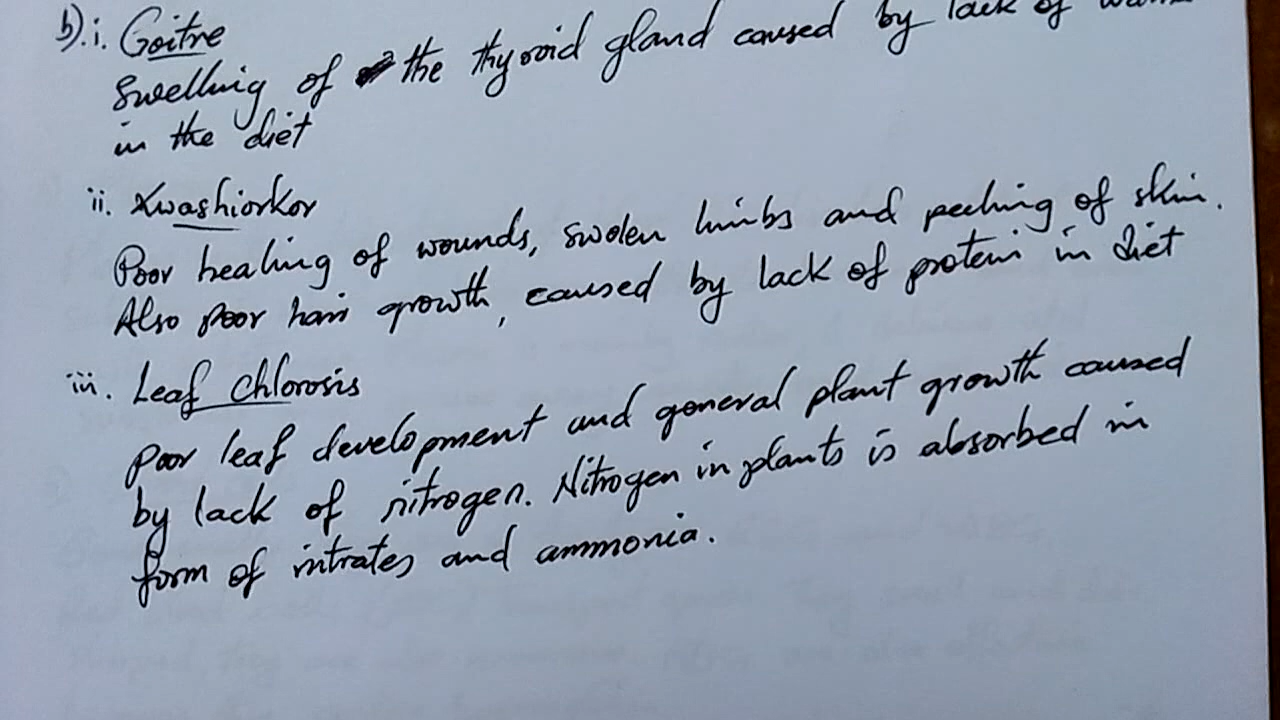 b).i. Goitre
Swelling of the thyroid gland caused by lack of
in the diet
ii. Kwashiorkor
Poor healing of wounds, swolen limbs and peeling of skin.
Also poor hair growth, caused by lack of protein in diet
iii. Leaf chlorosis
Poor leaf development and general plant growth caused
by lack of nitrogen. Nitrogen in plants is absorbed in
form of nitrates and ammonia.